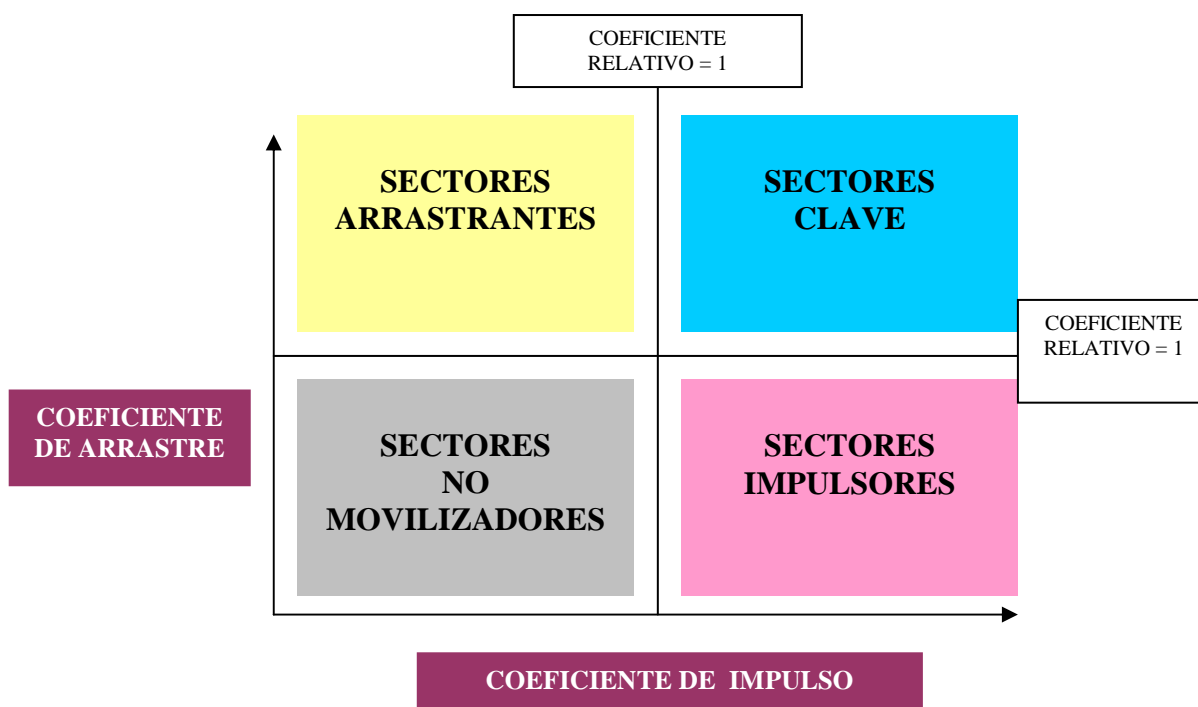 COEFICIENTE
RELATIVO = 1
SECTORES
ARRASTRANTES
SECTORES
CLAVE
COEFICIENTE
RELATIVO = 1
COEFICIENTE
DE ARRASTRE
SECTORES
NO
MOVILIZADORES
SECTORES
IMPULSORES
COEFICIENTE DE IMPULSO